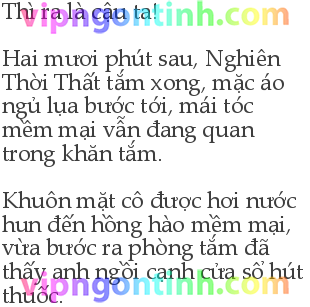 Thì ra là cậu ta!
vipngontinh.com
Hai mươi phút sau, Nghiên
Thời Thất tắm xong, mặc áo
ngủ lụa bước tới, mái tóc
mềm mại vẫn đang quan
trong khăn tắm.
Khuôn mặt cô được hơi nước
hun đến hồng hào mềm mại,
vừa bước ra phòng tắm đã
thấy anh ngồi cạnh cửa sổ hút
vipngontinh.com
thuốc.